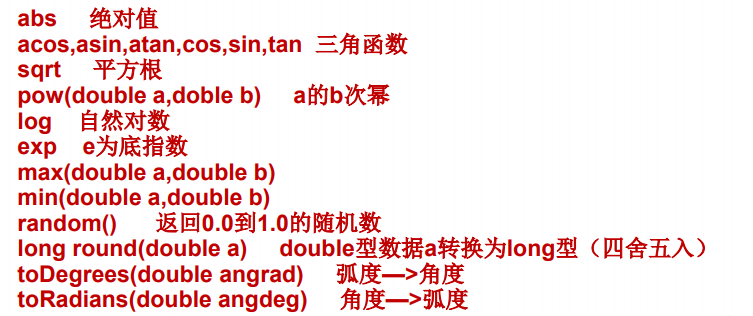 abs 绝对值
acos,asin,atan,cos,sin,tan 三角函数
sqrt 平方根
pow(double a,doble b) a的b次幂
log 自然对数
exp e为底指数
max(double a,double b)
min(double a,double b)
random() 返回0.0到1.0的随机数
long round(double a) double型数据a转换为long型（四舍五入）
toDegrees(double angrad) 弧度—>角度
toRadians(double angdeg) 角度—>弧度